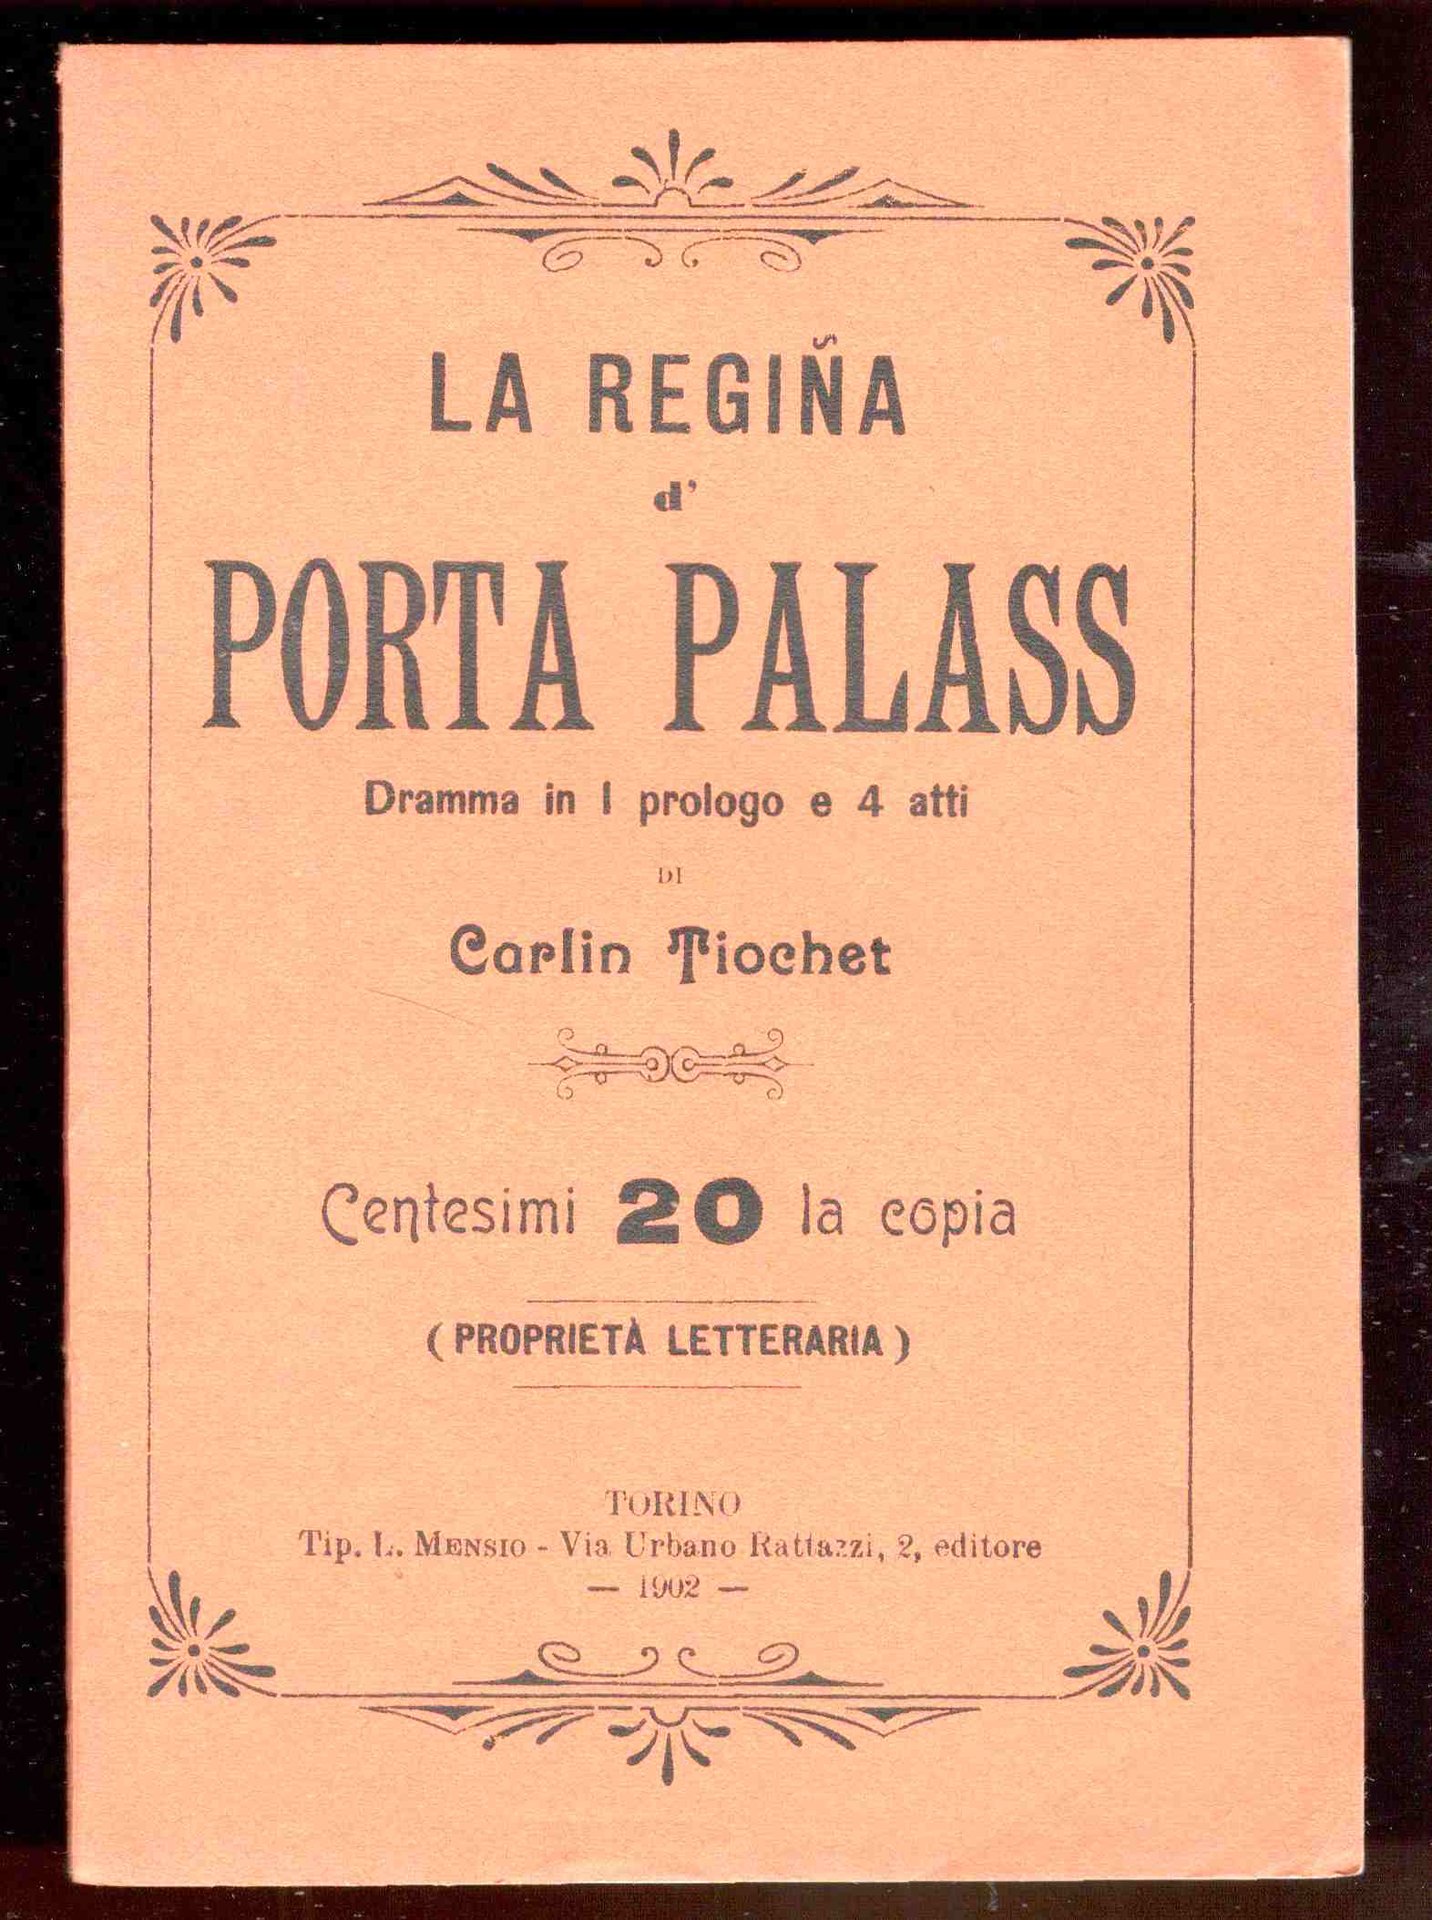 LA REGIÑA
d'
PORTA PALASS
Dramma in I prologo e 4 atti
DI
Carlin Tiochet
Centesimi 20 la copia
(PROPRIETÀ LETTERARIA)
TORINO
Tip. L. MENSIO - Via Urbano Rattazzi, 2, editore
— 1902 —